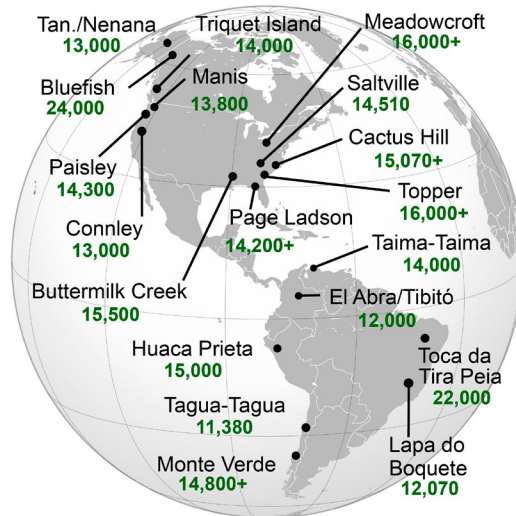 Tan./Nenana
13,000
Triquet Island
14,000
Meadowcroft
16,000+
Bluefish
24,000
Manis
13,800
Saltville
14,510
Paisley
14,300
Cactus Hill
15,070+
Connley
13,000
Page Ladson
14,200+
Topper
16,000+
Buttermilk Creek
15,500
Taima-Taima
14,000
El Abra/Tibitó
12,000
Huaca Prieta
15,000
Toca da
Tira Peia
22,000
Tagua-Tagua
11,380
Monte Verde
14,800+
Lapa do
Boquete
12,070